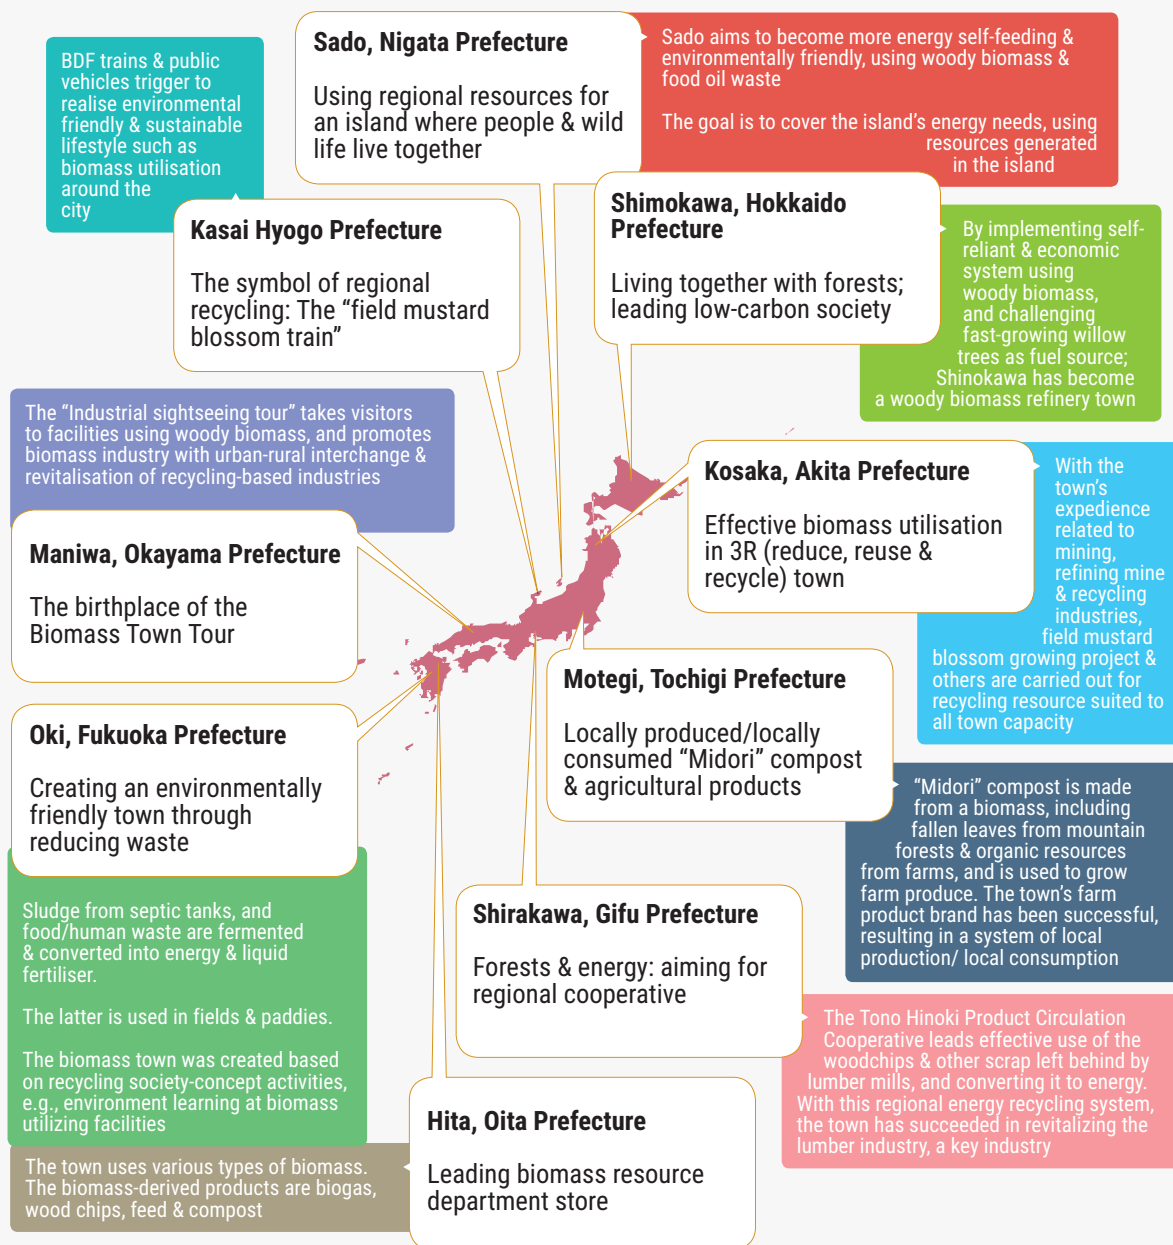 BDF trains & public
vehicles trigger to
realise environmental
friendly & sustainable
lifestyle such as
biomass utilisation
around the
city
Sado, Nigata Prefecture
Using regional resources for
an island where people & wild
life live together
Sado aims to become more energy self-feeding &
environmentally friendly, using woody biomass &
food oil waste
The goal is to cover the island's energy needs, using
resources generated
in the island
Kasai Hyogo Prefecture
The symbol of regional
recycling: The “field mustard
blossom train”
Shimokawa, Hokkaido
Prefecture
Living together with forests;
leading low-carbon society
By implementing self-
reliant & economic
system using
woody biomass,
and challenging
fast-growing willow
trees as fuel source;
Shinokawa has become
a woody biomass refinery town
The “Industrial sightseeing tour” takes visitors
to facilities using woody biomass, and promotes
biomass industry with urban-rural interchange &
revitalisation of recycling-based industries
Maniwa, Okayama Prefecture
The birthplace of the
Biomass Town Tour
Kosaka, Akita Prefecture
Effective biomass utilisation
in 3R (reduce, reuse &
recycle) town
With the
town's
expedience
related to
mining,
refining mine
& recycling
industries,
field mustard
blossom growing project &
others are carried out for
recycling resource suited to
all town capacity
Oki, Fukuoka Prefecture
Creating an environmentally
friendly town through
reducing waste
Motegi, Tochigi Prefecture
Locally produced/locally
consumed “Midori” compost
& agricultural products
“Midori” compost is made
from a biomass, including
fallen leaves from mountain
forests & organic resources
from farms, and is used to grow
farm produce. The town's farm
product brand has been successful,
resulting in a system of local
production/ local consumption
Sludge from septic tanks, and
food/human waste are fermented
& converted into energy & liquid
fertiliser.
The latter is used in fields & paddies.
The biomass town was created based
on recycling society-concept activities,
e.g., environment learning at biomass
utilizing facilities
Shirakawa, Gifu Prefecture
Forests & energy: aiming for
regional cooperative
The Tono Hinoki Product Circulation
Cooperative leads effective use of the
woodchips & other scrap left behind by
lumber mills, and converting it to energy.
With this regional energy recycling system,
the town has succeeded in revitalizing the
lumber industry, a key industry
Hita, Oita Prefecture
Leading biomass resource
department store
The town uses various types of biomass.
The biomass-derived products are biogas,
wood chips, feed & compost